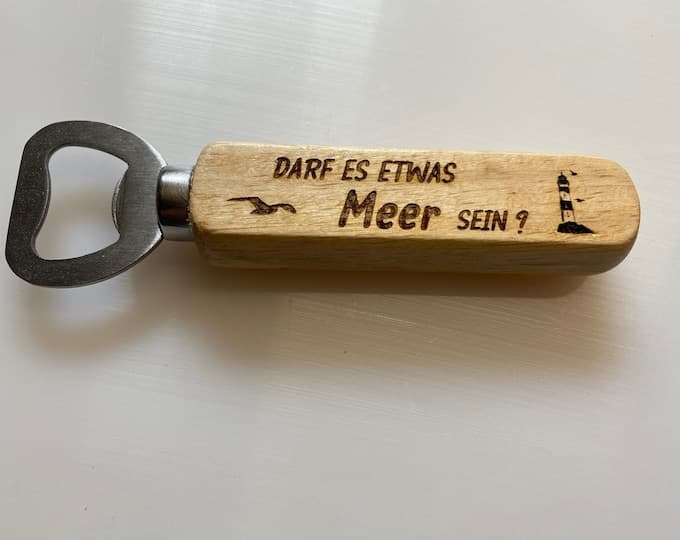 DARF ES ETWAS
Meer SEIN ?